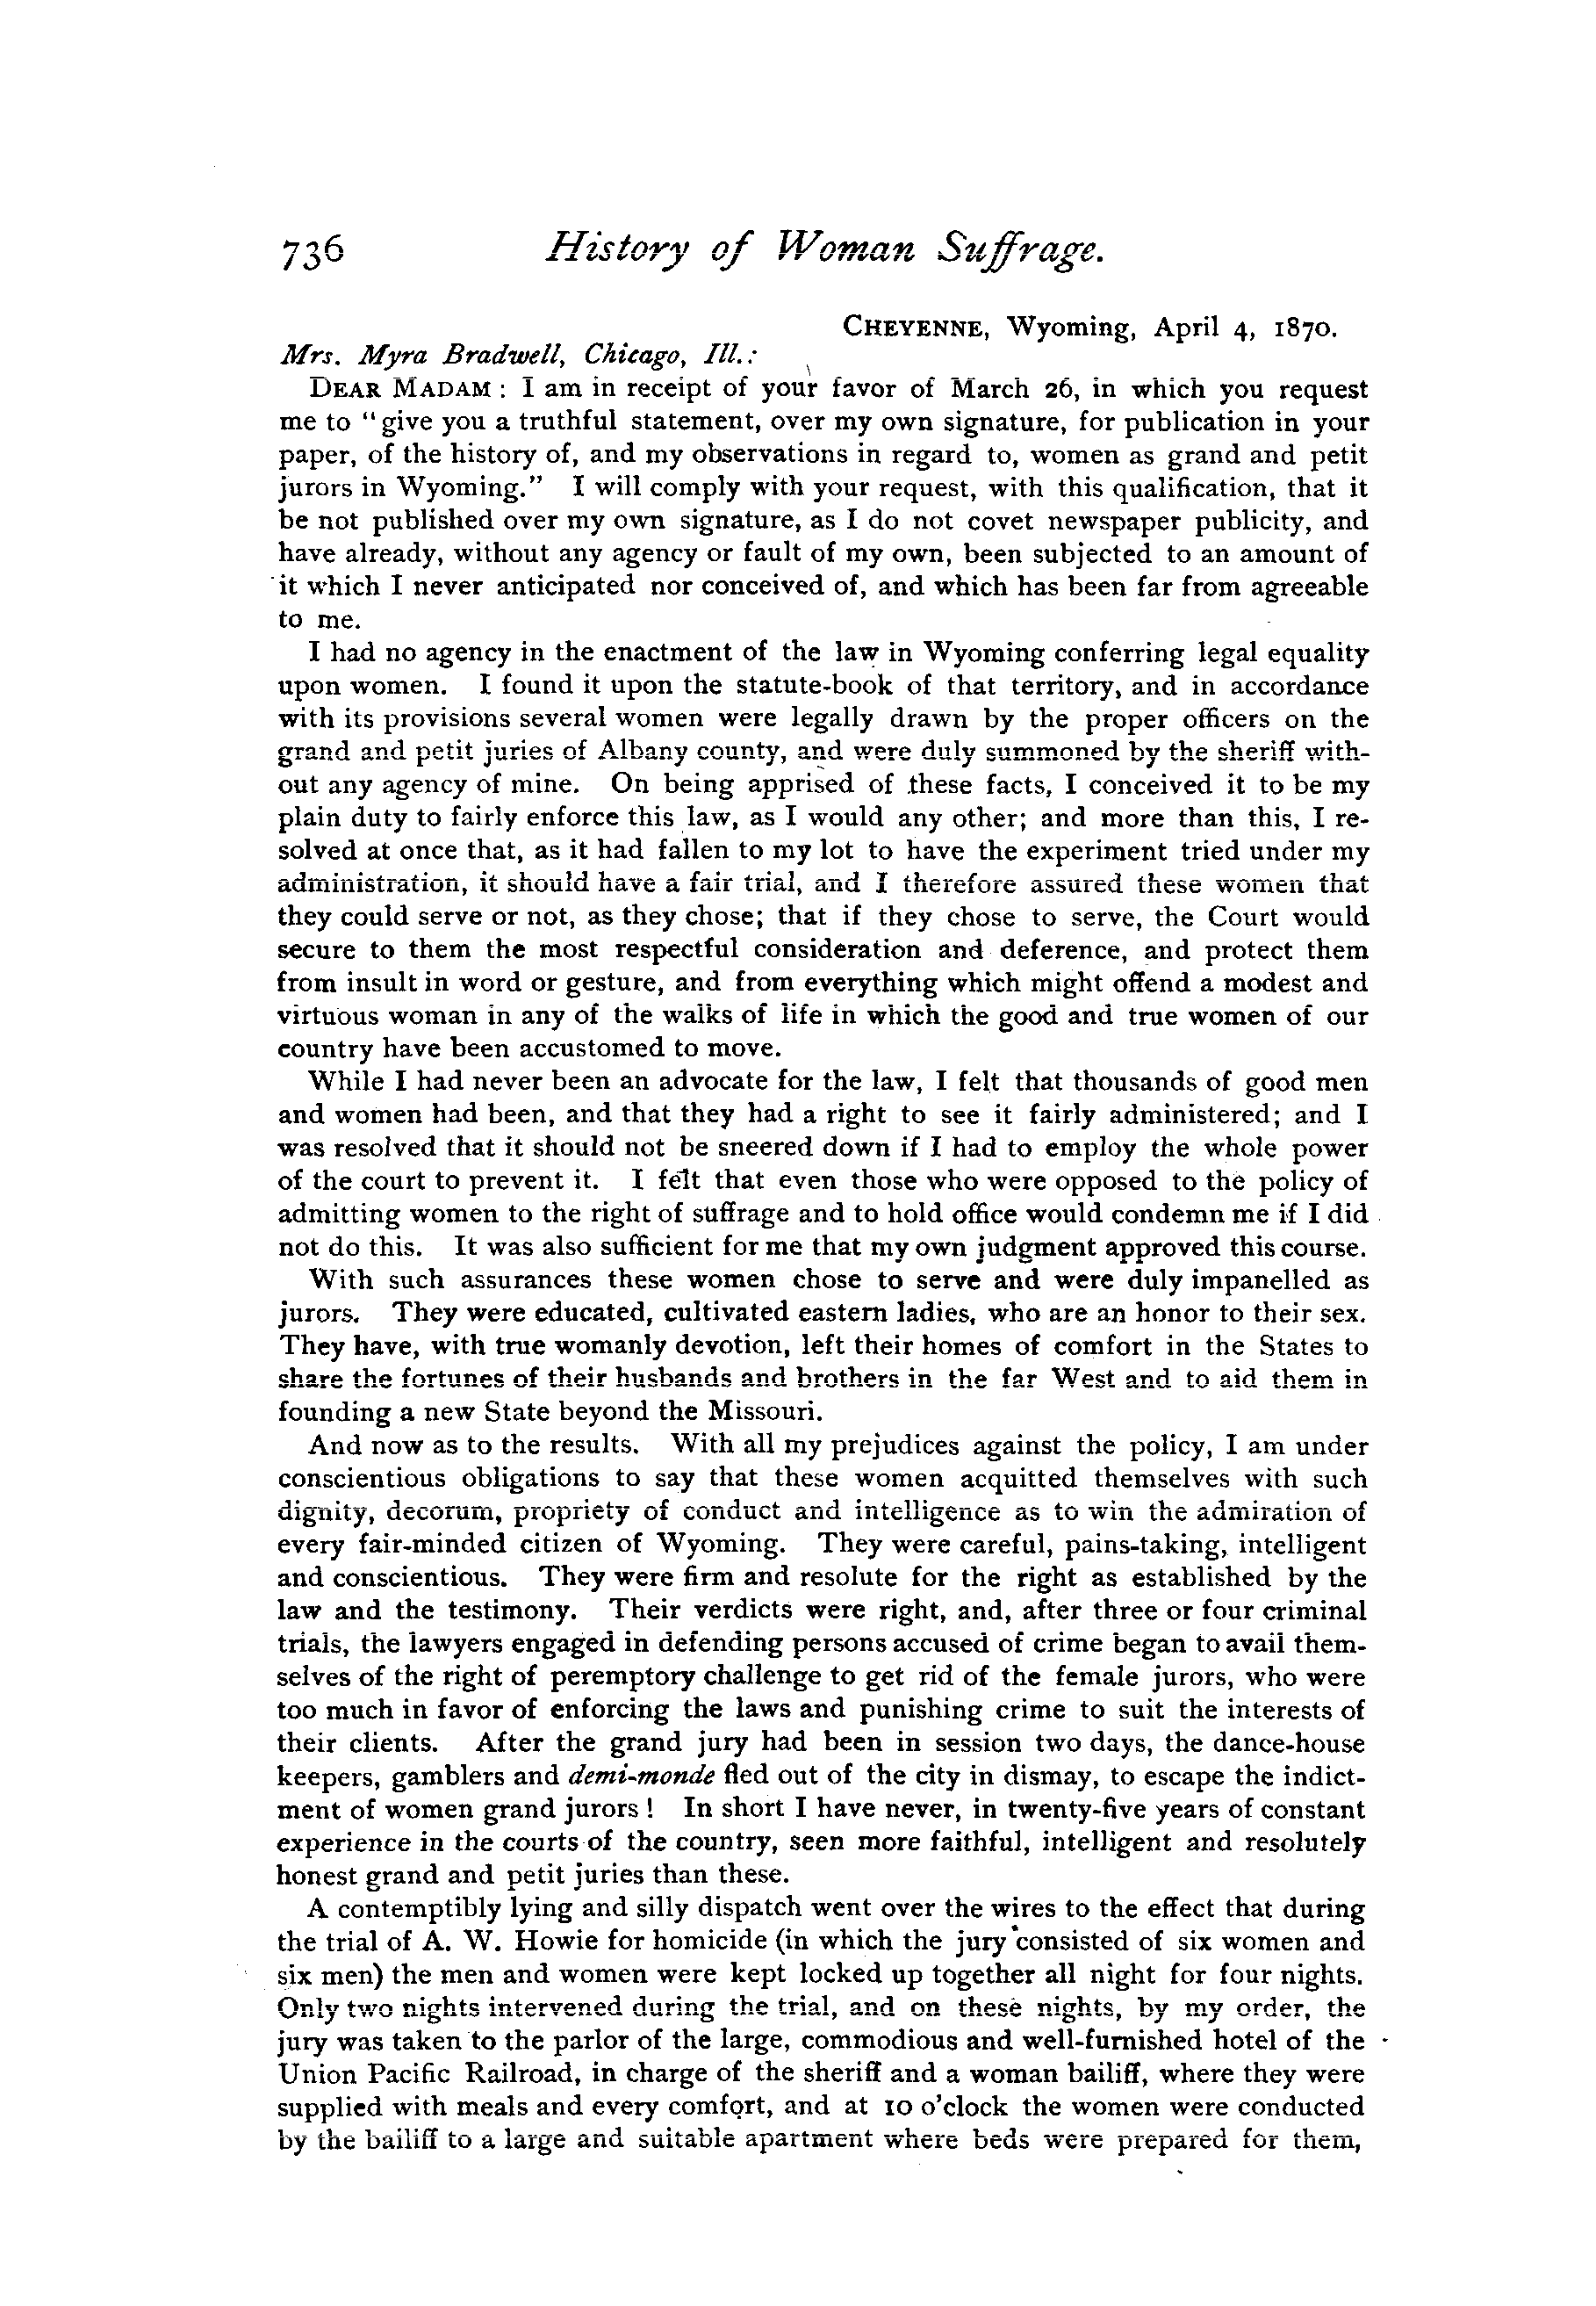 736 History of Woman Suffrage.
CHEYENNE, Wyoming, April 4, 1870.
Mrs. Myra Bradwell, Chicago, Ill.:
DEAR MADAM: I am in receipt of your favor of March 26, in which you request
me to "give you a truthful statement, over my own signature, for publication in your
paper, of the history of, and my observations in regard to, women as grand and petit
jurors in Wyoming." I will comply with your request, with this qualification, that it
be not published over my own signature, as I do not covet newspaper publicity, and
have already, without any agency or fault of my own, been subjected to an amount of
it which I never anticipated nor conceived of, and which has been far from agreeable
to me.
I had no agency in the enactment of the law in Wyoming conferring legal equality
upon women. I found it upon the statute-book of that territory, and in accordance
with its provisions several women were legally drawn by the proper officers on the
grand and petit juries of Albany county, and were duly summoned by the sheriff with-
out any agency of mine. On being apprised of these facts, I conceived it to be my
plain duty to fairly enforce this law, as I would any other; and more than this, I re-
solved at once that, as it had fallen to my lot to have the experiment tried under my
administration, it should have a fair trial, and I therefore assured these women that
they could serve or not, as they chose; that if they chose to serve, the Court would
secure to them the most respectful consideration and deference, and protect them
from insult in word or gesture, and from everything which might offend a modest and
virtuous woman in any of the walks of life in which the good and true women of our
country have been accustomed to move.
While I had never been an advocate for the law, I felt that thousands of good men
and women had been, and that they had a right to see it fairly administered; and I
was resolved that it should not be sneered down if I had to employ the whole power
of the court to prevent it. I felt that even those who were opposed to the policy of
admitting women to the right of suffrage and to hold office would condemn me if I did
not do this. It was also sufficient for me that my own judgment approved this course.
With such assurances these women chose to serve and were duly impanelled as
jurors. They were educated, cultivated eastern ladies, who are an honor to their sex.
They have, with true womanly devotion, left their homes of comfort in the States to
share the fortunes of their husbands and brothers in the far West and to aid them in
founding a new State beyond the Missouri.
And now as to the results. With all my prejudices against the policy, I am under
conscientious obligations to say that these women acquitted themselves with such
dignity, decorum, propriety of conduct and intelligence as to win the admiration of
every fair-minded citizen of Wyoming. They were careful, pains-taking, intelligent
and conscientious. They were firm and resolute for the right as established by the
law and the testimony. Their verdicts were right, and, after three or four criminal
trials, the lawyers engaged in defending persons accused of crime began to avail them-
selves of the right of peremptory challenge to get rid of the female jurors, who were
too much in favor of enforcing the laws and punishing crime to suit the interests of
their clients. After the grand jury had been in session two days, the dance-house
keepers, gamblers and demi-monde fled out of the city in dismay, to escape the indict-
ment of women grand jurors! In short I have never, in twenty-five years of constant
experience in the courts of the country, seen more faithful, intelligent and resolutely
honest grand and petit juries than these.
A contemptibly lying and silly dispatch went over the wires to the effect that during
the trial of A. W. Howie for homicide (in which the jury consisted of six women and
six men) the men and women were kept locked up together all night for four nights.
Only two nights intervened during the trial, and on these nights, by my order, the
jury was taken to the parlor of the large, commodious and well-furnished hotel of the
Union Pacific Railroad, in charge of the sheriff and a woman bailiff, where they were
supplied with meals and every comfort, and at 10 o'clock the women were conducted
by the bailiff to a large and suitable apartment where beds were prepared for them,